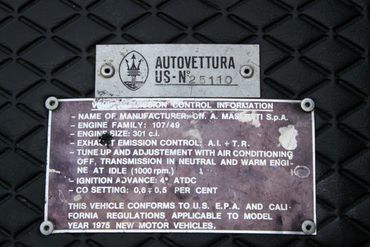 AUTOVETTURA
US-N° 25110
VEHICLE EMISSION CONTROL INFORMATION
- NAME OF MANUFACTURER: Off. A. MASERATI S.p.A.
- ENGINE FAMILY: 107/49
- ENGINE SIZE: 301 c.i.
- EXHAUST EMISSION CONTROL: A.I. + T.R.
- TUNE UP AND ADJUSTMENT WITH AIR CONDITIONING
OFF, TRANSMISSION IN NEUTRAL AND WARM ENGI-
NE AT IDLE (1000 rpm.)
- IGNITION ADVANCE: 4° ATDC
- CO SETTING: 0,6 ÷ 0,5 PER CENT
THIS VEHICLE CONFORMS TO U.S. E.P.A. AND CALI-
FORNIA REGULATIONS APPLICABLE TO MODEL
YEAR 1975 NEW MOTOR VEHICLES.